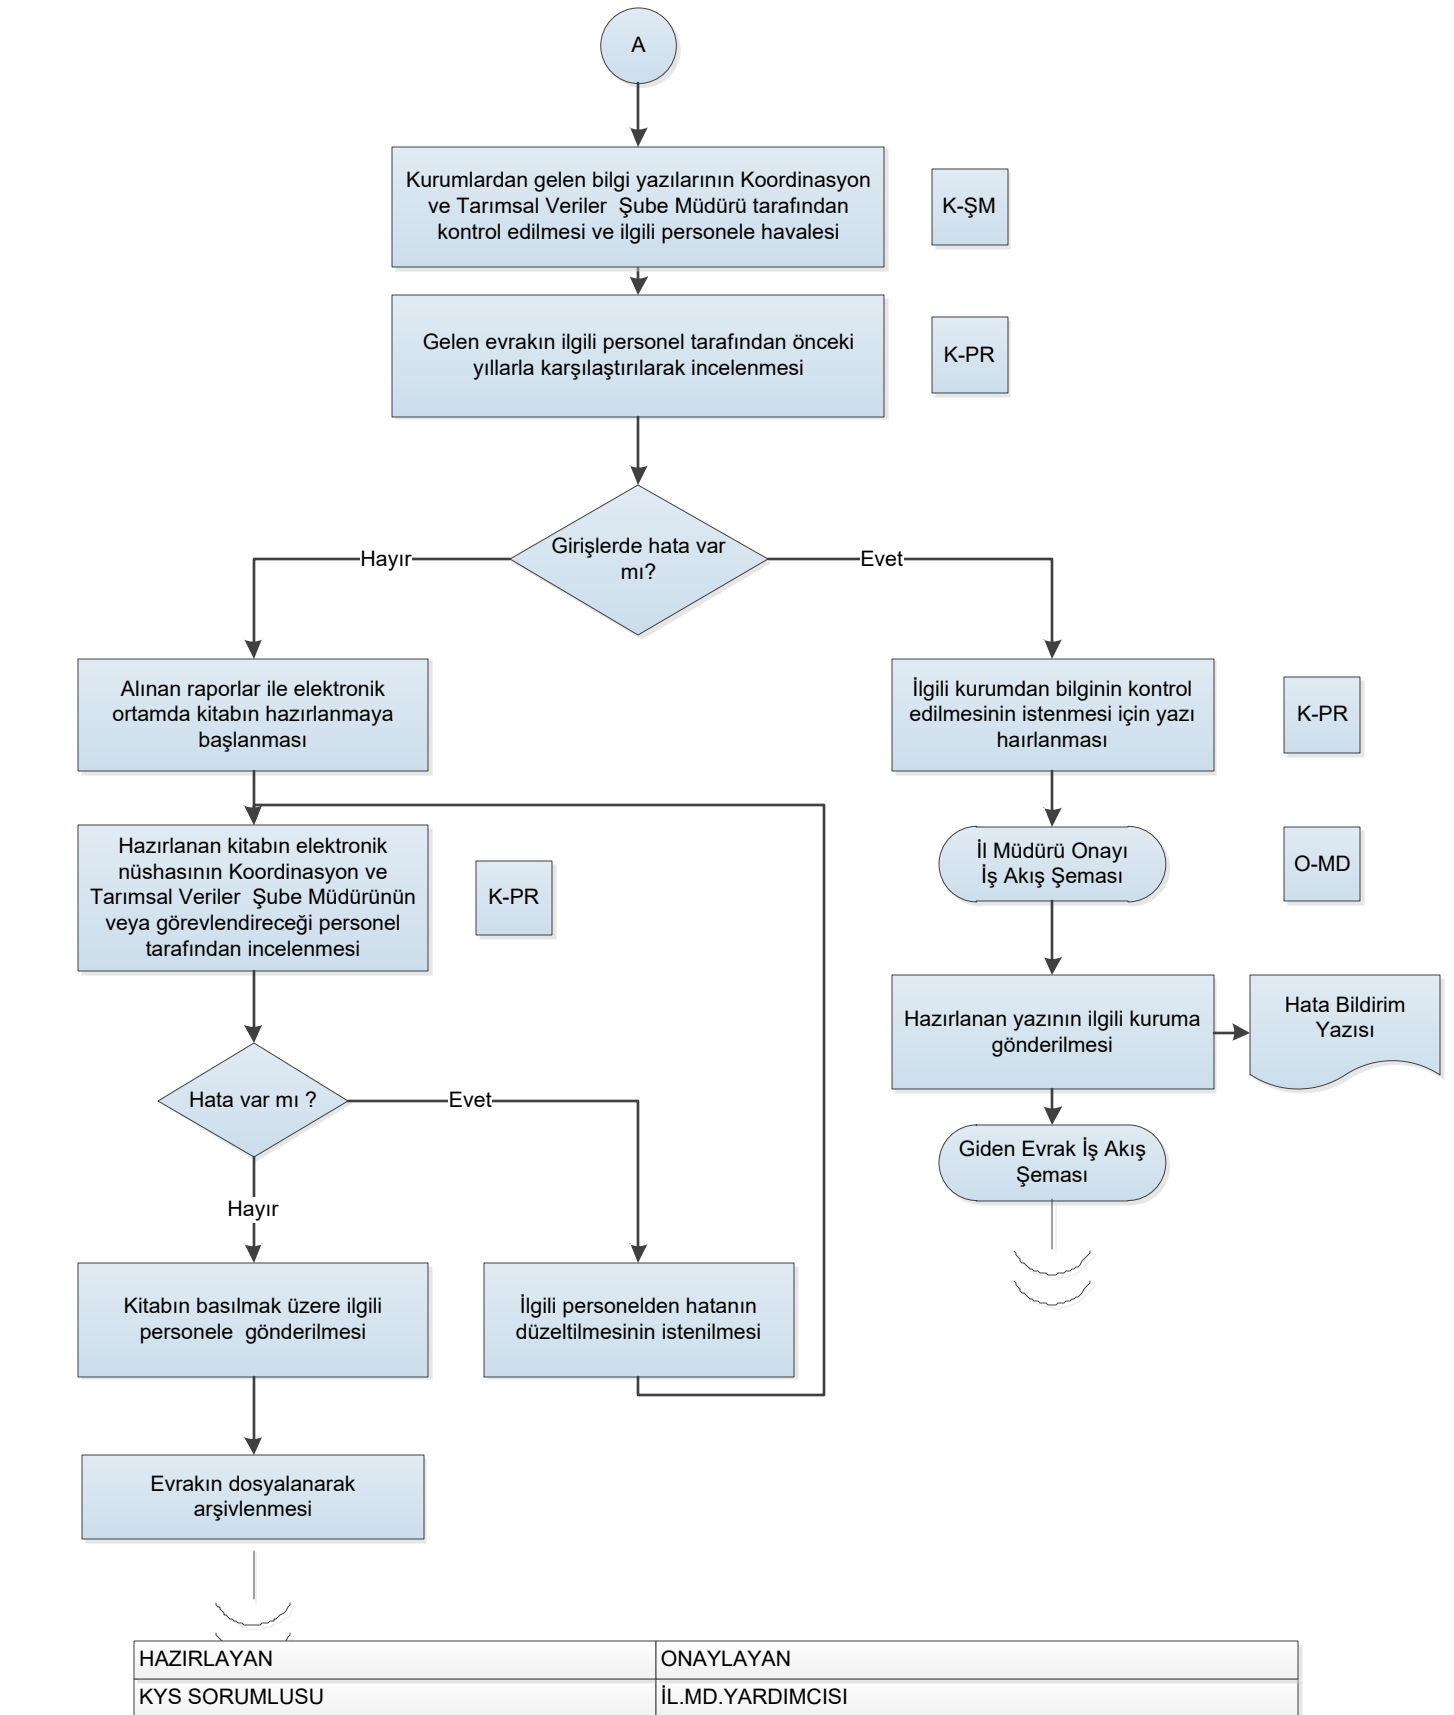 A
Kurumlardan gelen bilgi yazılarının Koordinasyon
ve Tarımsal Veriler  Şube Müdürü tarafından
kontrol edilmesi ve ilgili personele havalesi
K-ŞM
Gelen evrakın ilgili personel tarafından önceki
yıllarla karşılaştırılarak incelenmesi
K-PR
Girişlerde hata var
mı?
Hayır
Evet
Alınan raporlar ile elektronik
ortamda kitabın hazırlanmaya
başlanması
İlgili kurumdan bilginin kontrol
edilmesinin istenmesi için yazı
haırlanması
K-PR
Hazırlanan kitabın elektronik
nüshasının Koordinasyon ve
Tarımsal Veriler  Şube Müdürünün
veya görevlendireceği personel
tarafından incelenmesi
K-PR
İl Müdürü Onayı
İş Akış Şeması
O-MD
Hazırlanan yazının ilgili kuruma
gönderilmesi
Hata Bildirim
Yazısı
Hata var mı ?
Evet
Hayır
Giden Evrak İş Akış
Şeması
Kitabın basılmak üzere ilgili
personele  gönderilmesi
İlgili personelden hatanın
düzeltilmesinin istenilmesi
Evrakın dosyalanarak
arşivlenmesi
HAZIRLAYAN
ONAYLAYAN
KYS SORUMLUSU
İL.MD.YARDIMCISI